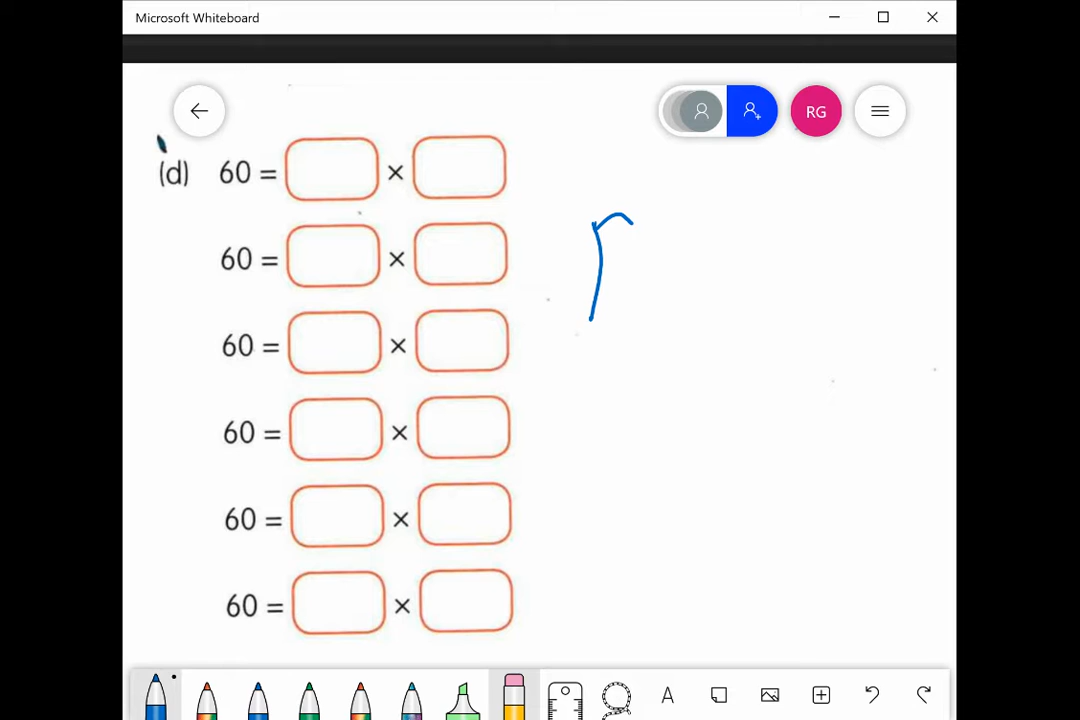 Microsoft Whiteboard
RG
(d) 60 = ×
60 = ×
60 = ×
60 = ×
60 = ×
60 = ×
A